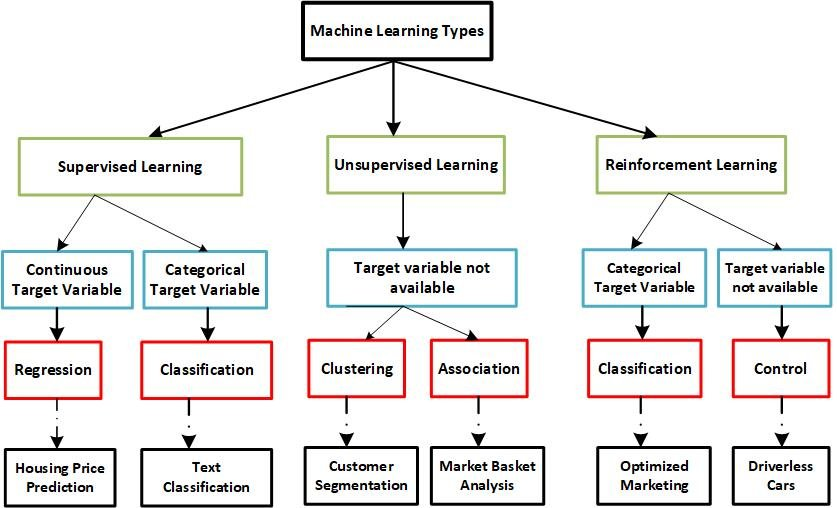 Machine Learning Types
Supervised Learning
Unsupervised Learning
Reinforcement Learning
Continuous
Target Variable
Categorical
Target Variable
Target variable not
available
Categorical
Target Variable
Target variable
not available
Regression
Classification
Clustering
Association
Classification
Control
Housing Price
Prediction
Text
Classification
Customer
Segmentation
Market Basket
Analysis
Optimized
Marketing
Driverless
Cars